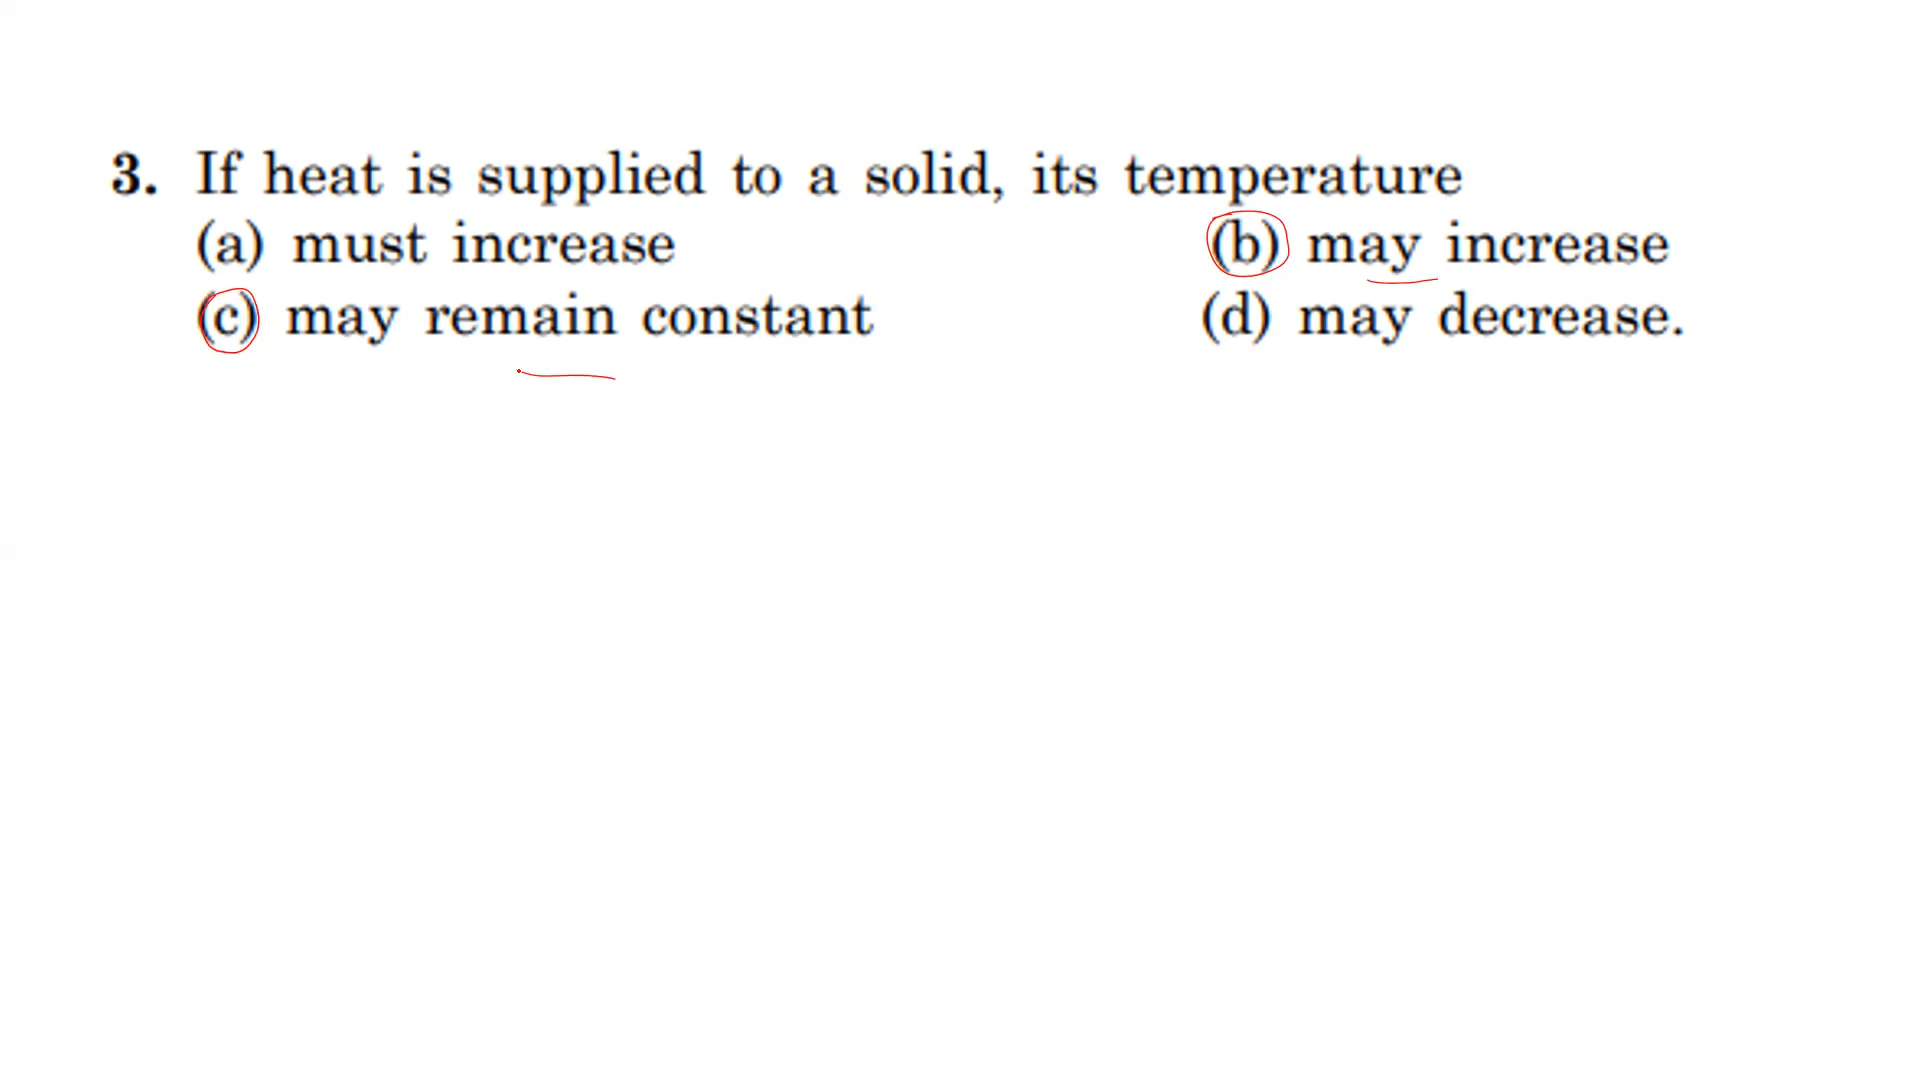 3. If heat is supplied to a solid, its temperature
(a) must increase (b) may increase
(c) may remain constant (d) may decrease.